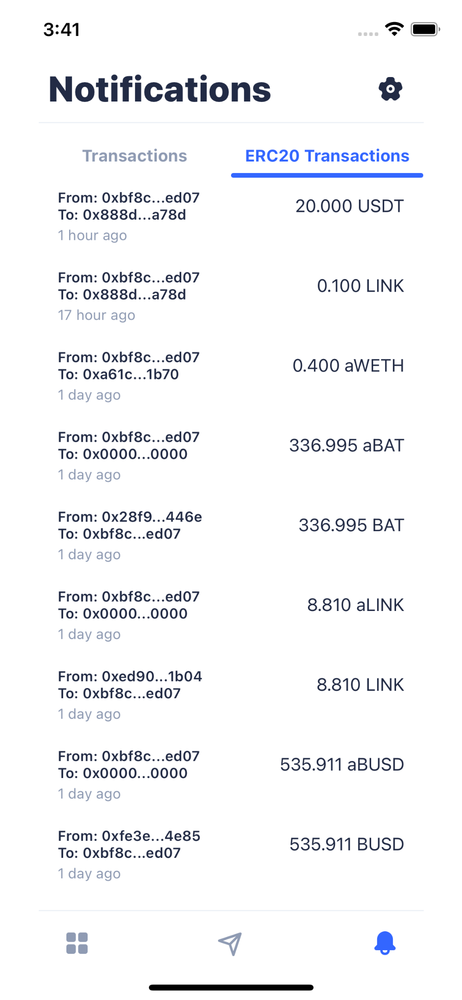 3:41
Notifications
Transactions
ERC20 Transactions
From: 0xbf8c...ed07
To: 0x888d...a78d
1 hour ago
20.000 USDT
From: 0xbf8c...ed07
To: 0x888d...a78d
17 hour ago
0.100 LINK
From: 0xbf8c...ed07
To: 0xa61c...1b70
1 day ago
0.400 aWETH
From: 0xbf8c...ed07
To: 0x0000...0000
1 day ago
336.995 aBAT
From: 0x28f9...446e
To: 0xbf8c...ed07
1 day ago
336.995 BAT
From: 0xbf8c...ed07
To: 0x0000...0000
1 day ago
8.810 aLINK
From: 0xed90...1b04
To: 0xbf8c...ed07
1 day ago
8.810 LINK
From: 0xbf8c...ed07
To: 0x0000...0000
1 day ago
535.911 aBUSD
From: 0xfe3e...4e85
To: 0xbf8c...ed07
1 day ago
535.911 BUSD